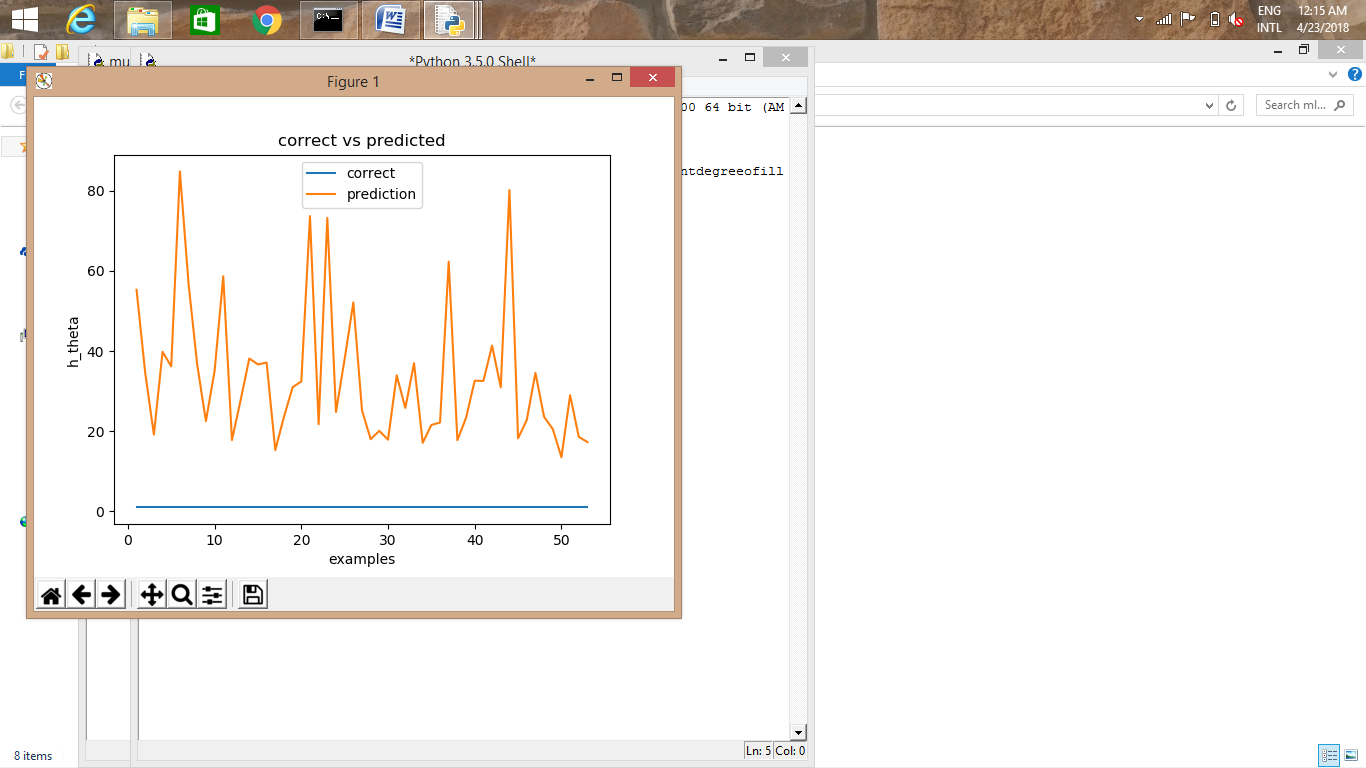 ENG 12:15 AM
INTL 4/23/2018
mu
*Python 3.5.0 Shell*
F
Figure 1
00 64 bit (AM
Search ml...
correct vs predicted
correct
prediction
ntdegreeofill
80
60
40
20
0
h_theta
0 10 20 30 40 50
examples
Ln: 5 Col: 0
8 items